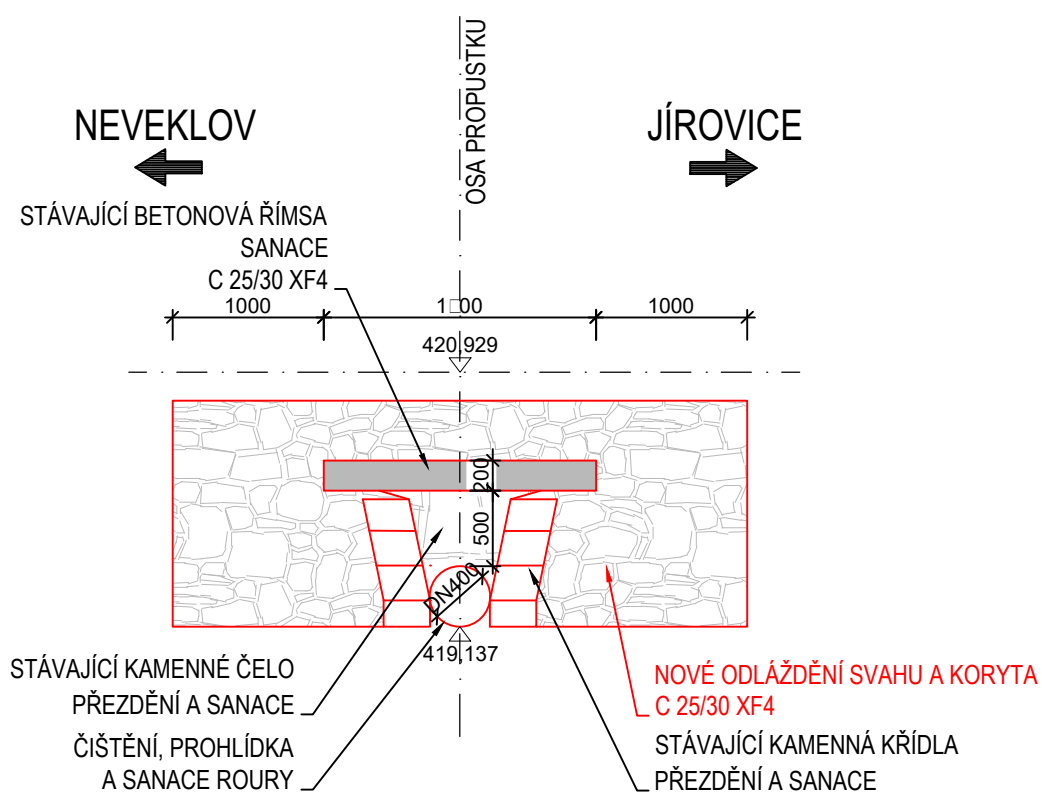 OSA PROPUSTKU
NEVEKLOV
JÍROVICE
STÁVAJÍCÍ BETONOVÁ ŘÍMSA
SANACE
C 25/30 XF4
1000
1□00
1000
420,929
200
500
DN400
419,137
STÁVAJÍCÍ KAMENNÉ ČELO
PŘEZDĚNÍ A SANACE
ČIŠTĚNÍ, PROHLÍDKA
A SANACE ROURY
NOVÉ ODLÁŽDĚNÍ SVAHU A KORYTA
C 25/30 XF4
STÁVAJÍCÍ KAMENNÁ KŘÍDLA
PŘEZDĚNÍ A SANACE